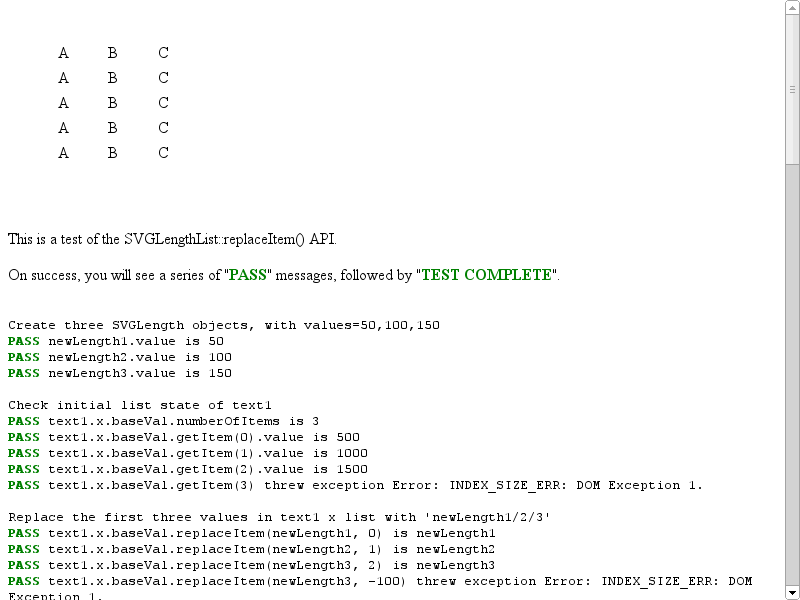 A B C
A B C
A B C
A B C
A B C
This is a test of the SVGLengthList::replaceItem() API.
On success, you will see a series of "PASS" messages, followed by "TEST COMPLETE".
Create three SVGLength objects, with values=50,100,150
PASS newLength1.value is 50
PASS newLength2.value is 100
PASS newLength3.value is 150
Check initial list state of text1
PASS text1.x.baseVal.numberOfItems is 3
PASS text1.x.baseVal.getItem(0).value is 500
PASS text1.x.baseVal.getItem(1).value is 1000
PASS text1.x.baseVal.getItem(2).value is 1500
PASS text1.x.baseVal.getItem(3) threw exception Error: INDEX_SIZE_ERR: DOM Exception 1.
Replace the first three values in text1 x list with 'newLength1/2/3'
PASS text1.x.baseVal.replaceItem(newLength1, 0) is newLength1
PASS text1.x.baseVal.replaceItem(newLength2, 1) is newLength2
PASS text1.x.baseVal.replaceItem(newLength3, 2) is newLength3
PASS text1.x.baseVal.replaceItem(newLength3, -100) threw exception Error: INDEX_SIZE_ERR: DOM
Exception 1.